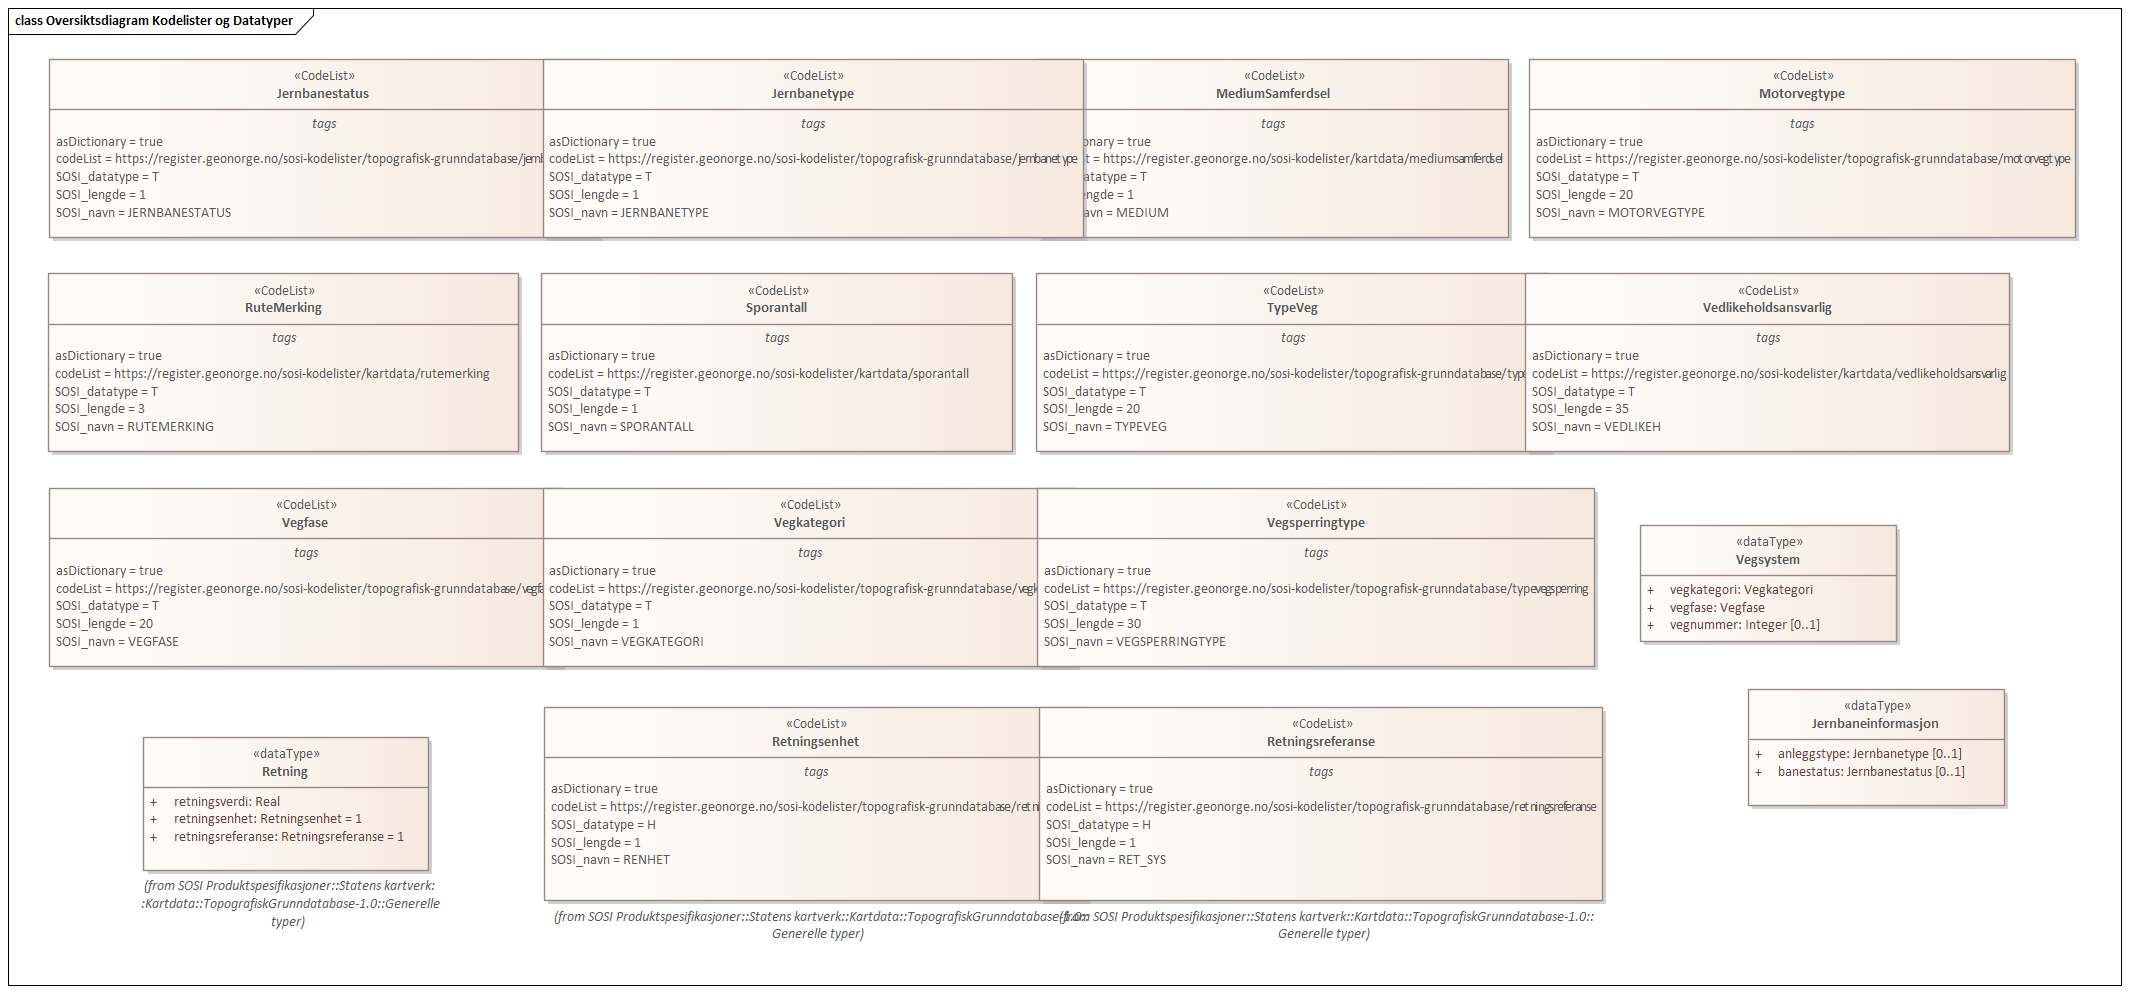 class Oversiktsdiagram Kodelister og Datatyper
«CodeList»
Jernbanestatus
tags
asDictionary = true
codeList = https://register.geonorge.no/sosi-kodelister/topografisk-grunndatabase/jernb
SOSI_datatype = T
SOSI_lengde = 1
SOSI_navn = JERNBANESTATUS
«CodeList»
Jernbanetype
tags
asDictionary = true
codeList = https://register.geonorge.no/sosi-kodelister/topografisk-grunndatabase/jernbanetype
SOSI_datatype = T
SOSI_lengde = 1
SOSI_navn = JERNBANETYPE
«CodeList»
MediumSamferdsel
tags
onary = true
t = https://register.geonorge.no/sosi-kodelister/kartdata/mediumsamferdsel
atatype = T
engde = 1
avn = MEDIUM
«CodeList»
Motorvegtype
tags
asDictionary = true
codeList = https://register.geonorge.no/sosi-kodelister/topografisk-grunndatabase/motorvegtype
SOSI_datatype = T
SOSI_lengde = 20
SOSI_navn = MOTORVEGTYPE
«CodeList»
RuteMerking
tags
asDictionary = true
codeList = https://register.geonorge.no/sosi-kodelister/kartdata/rutemerking
SOSI_datatype = T
SOSI_lengde = 3
SOSI_navn = RUTEMERKING
«CodeList»
Sporantall
tags
asDictionary = true
codeList = https://register.geonorge.no/sosi-kodelister/kartdata/sporantall
SOSI_datatype = T
SOSI_lengde = 1
SOSI_navn = SPORANTALL
«CodeList»
TypeVeg
tags
asDictionary = true
codeList = https://register.geonorge.no/sosi-kodelister/topografisk-grunndatabase/type
SOSI_datatype = T
SOSI_lengde = 20
SOSI_navn = TYPEVEG
«CodeList»
Vedlikeholdsansvarlig
tags
asDictionary = true
codeList = https://register.geonorge.no/sosi-kodelister/kartdata/vedlikeholdsansvarlig
SOSI_datatype = T
SOSI_lengde = 35
SOSI_navn = VEDLIKEH
«CodeList»
Vegfase
tags
asDictionary = true
codeList = https://register.geonorge.no/sosi-kodelister/topografisk-grunndatabase/vegfa
SOSI_datatype = T
SOSI_lengde = 20
SOSI_navn = VEGFASE
«CodeList»
Vegkategori
tags
asDictionary = true
codeList = https://register.geonorge.no/sosi-kodelister/topografisk-grunndatabase/vegk
SOSI_datatype = T
SOSI_lengde = 1
SOSI_navn = VEGKATEGORI
«CodeList»
Vegsperringtype
tags
asDictionary = true
codeList = https://register.geonorge.no/sosi-kodelister/topografisk-grunndatabase/typevegsperring
SOSI_datatype = T
SOSI_lengde = 30
SOSI_navn = VEGSPERRINGTYPE
«dataType»
Vegsystem
+ vegkategori: Vegkategori
+ vegfase: Vegfase
+ vegnummer: Integer [0..1]
«dataType»
Jernbaneinformasjon
+ anleggstype: Jernbanetype [0..1]
+ banestatus: Jernbanestatus [0..1]
«dataType»
Retning
+ retningsverdi: Real
+ retningsenhet: Retningsenhet = 1
+ retningsreferanse: Retningsreferanse = 1
(from SOSI Produktspesifikasjoner::Statens kartverk:
:Kartdata::TopografiskGrunndatabase-1.0::Generelle
typer)
«CodeList»
Retningsenhet
tags
asDictionary = true
codeList = https://register.geonorge.no/sosi-kodelister/topografisk-grunndatabase/retni
SOSI_datatype = H
SOSI_lengde = 1
SOSI_navn = RENHET
(from SOSI Produktspesifikasjoner::Statens kartverk::Kartdata::TopografiskGrunndatabase-1.0::
Generelle typer)
«CodeList»
Retningsreferanse
tags
asDictionary = true
codeList = https://register.geonorge.no/sosi-kodelister/topografisk-grunndatabase/retningsreferanse
SOSI_datatype = H
SOSI_lengde = 1
SOSI_navn = RET_SYS
(from SOSI Produktspesifikasjoner::Statens kartverk::Kartdata::TopografiskGrunndatabase-1.0::
Generelle typer)